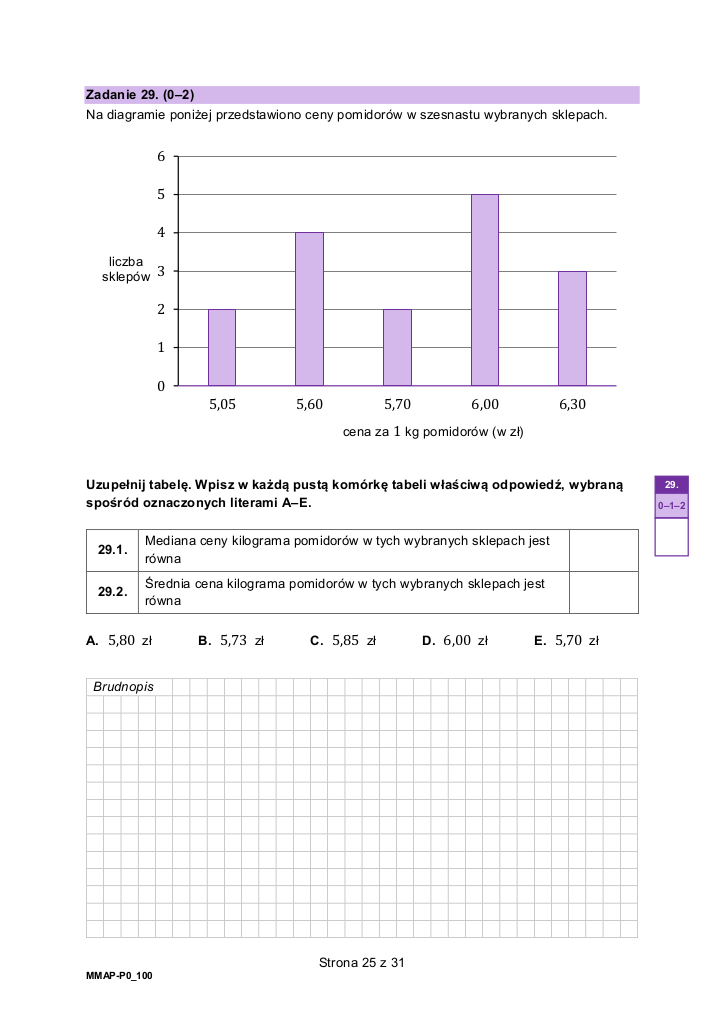 Zadanie 29. (0–2)
Na diagramie poniżej przedstawiono ceny pomidorów w szesnastu wybranych sklepach.
6
5
4
liczba
sklepów
3
2
1
0
5,05 5,60 5,70 6,00 6,30
cena za 1 kg pomidorów (w zł)
Uzupełnij tabelę. Wpisz w każdą pustą komórkę tabeli właściwą odpowiedź, wybraną
spośród oznaczonych literami A–E.
29.
0–1–2
29.1. Mediana ceny kilograma pomidorów w tych wybranych sklepach jest
równa
29.2. Średnia cena kilograma pomidorów w tych wybranych sklepach jest
równa
A. 5,80 zł B. 5,73 zł C. 5,85 zł D. 6,00 zł E. 5,70 zł
Brudnopis
Strona 25 z 31
MMAP-P0_100